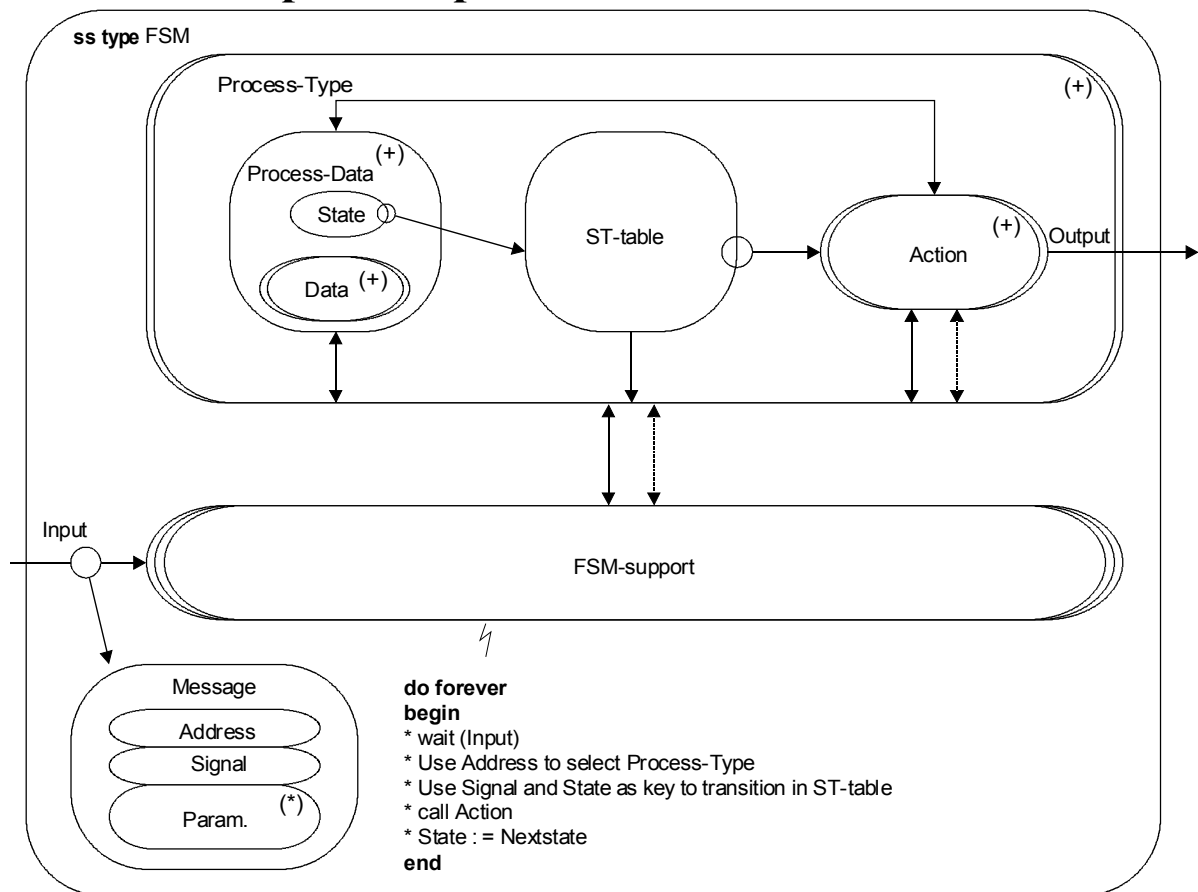 ss type FSM
Process-Type
(+)
Process-Data
(+)
State
Data
(+)
ST-table
(+)
Action
Output
Input
FSM-support
Message
Address
Signal
(*)
Param.
do forever
begin
* wait (Input)
* Use Address to select Process-Type
* Use Signal and State as key to transition in ST-table
* call Action
* State : = Nextstate
end